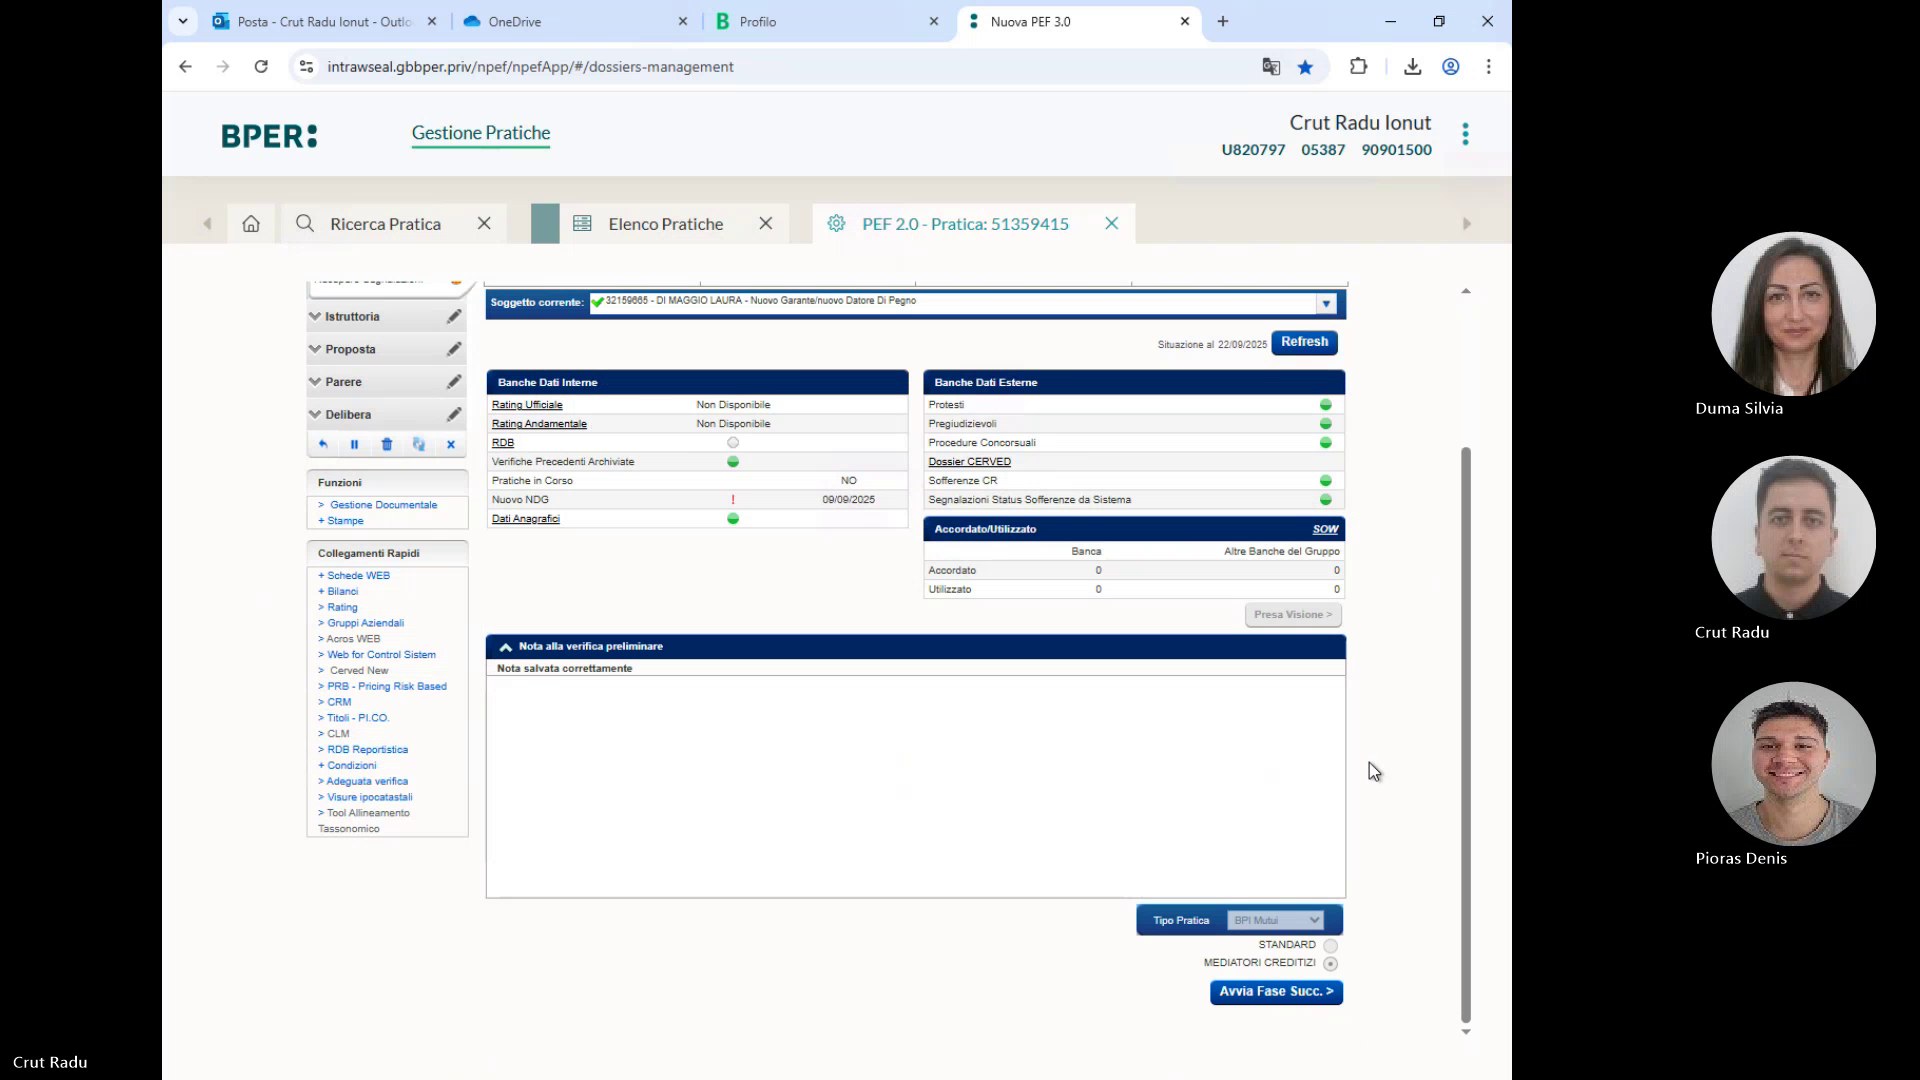 Posta - Crut Radu Ionut - Outlo
OneDrive
Profilo
Nuova PEF 3.0
intrawseal.gbbper.priv/npef/npefApp/#/dossiers-management
BPER:
Gestione Pratiche
Crut Radu Ionut
U820797 05387 90901500
Ricerca Pratica
Elenco Pratiche
PEF 2.0 - Pratica: 51359415
Soggetto corrente: 32159665 - DI MAGGIO LAURA - Nuovo Garante/nuovo Datore Di Pegno
Situazione al 22/09/2025 Refresh
Istruttoria
Proposta
Parere
Delibera
Funzioni
> Gestione Documentale
+ Stampe
Collegamenti Rapidi
+ Schede WEB
+ Bilanci
> Rating
> Gruppi Aziendali
> Acros WEB
> Web for Control Sistem
> Cerved New
> PRB - Pricing Risk Based
> CRM
> Titoli - PI.CO.
> CLM
> RDB Reportistica
+ Condizioni
> Adeguata verifica
> Visure ipocatastali
> Tool Allineamento
Tassonomico
Banche Dati Interne
Rating Ufficiale Non Disponibile
Rating Andamentale Non Disponibile
RDB
Verifiche Precedenti Archiviate
Pratiche in Corso NO
Nuovo NDG ! 09/09/2025
Dati Anagrafici
Banche Dati Esterne
Protesti
Pregiudizievoli
Procedure Concorsuali
Dossier CERVED
Sofferenze CR
Segnalazioni Status Sofferenze da Sistema
Accordato/Utilizzato SOW
Banca Altre Banche del Gruppo
Accordato 0 0
Utilizzato 0 0
Presa Visione >
Nota alla verifica preliminare
Nota salvata correttamente
Tipo Pratica BPI Mutui
STANDARD
MEDIATORI CREDITIZI
Avvia Fase Succ. >
Duma Silvia
Crut Radu
Pioras Denis
Crut Radu